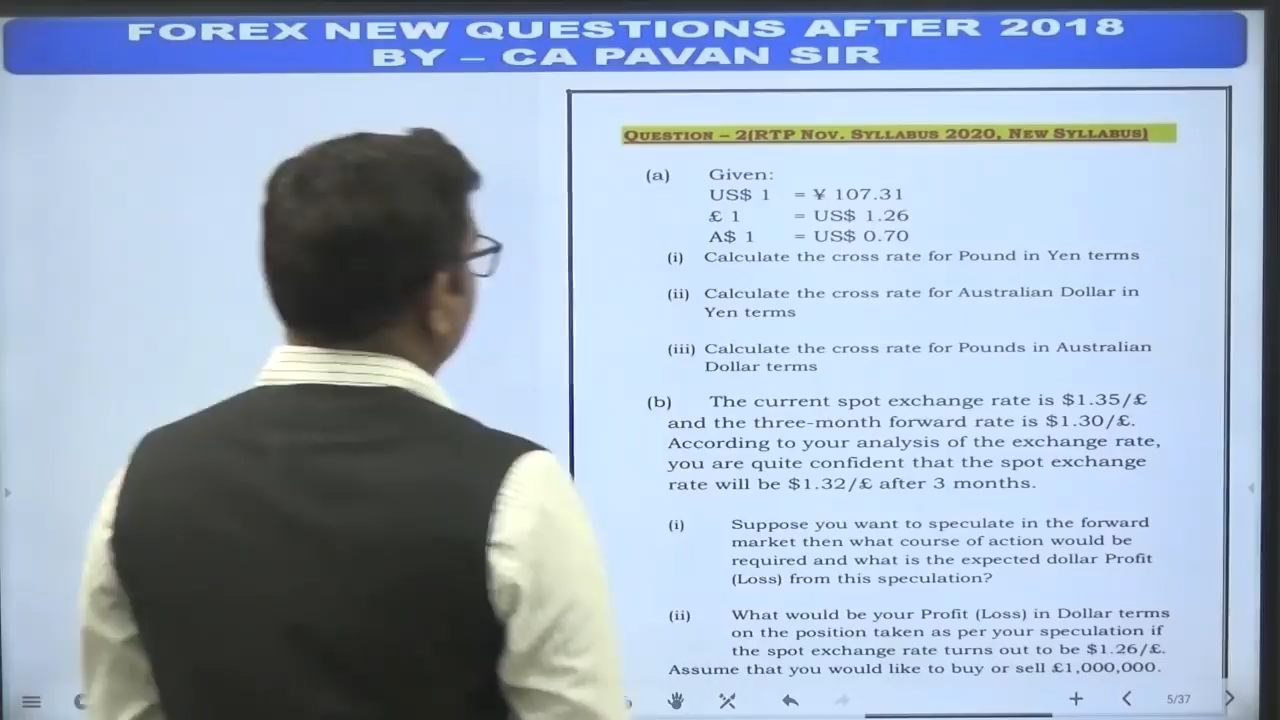 FOREX NEW QUESTIONS AFTER 2018
BY – CA PAVAN SIR
QUESTION – 2(RTP NOV. SYLLABUS 2020, NEW SYLLABUS)
(a) Given:
US$ 1 = ¥ 107.31
£ 1 = US$ 1.26
A$ 1 = US$ 0.70
(i) Calculate the cross rate for Pound in Yen terms
(ii) Calculate the cross rate for Australian Dollar in
Yen terms
(iii) Calculate the cross rate for Pounds in Australian
Dollar terms
(b) The current spot exchange rate is $1.35/£
and the three-month forward rate is $1.30/£.
According to your analysis of the exchange rate,
you are quite confident that the spot exchange
rate will be $1.32/£ after 3 months.
(i) Suppose you want to speculate in the forward
market then what course of action would be
required and what is the expected dollar Profit
(Loss) from this speculation?
(ii) What would be your Profit (Loss) in Dollar terms
on the position taken as per your speculation if
the spot exchange rate turns out to be $1.26/£.
Assume that you would like to buy or sell £1,000,000.
5/37